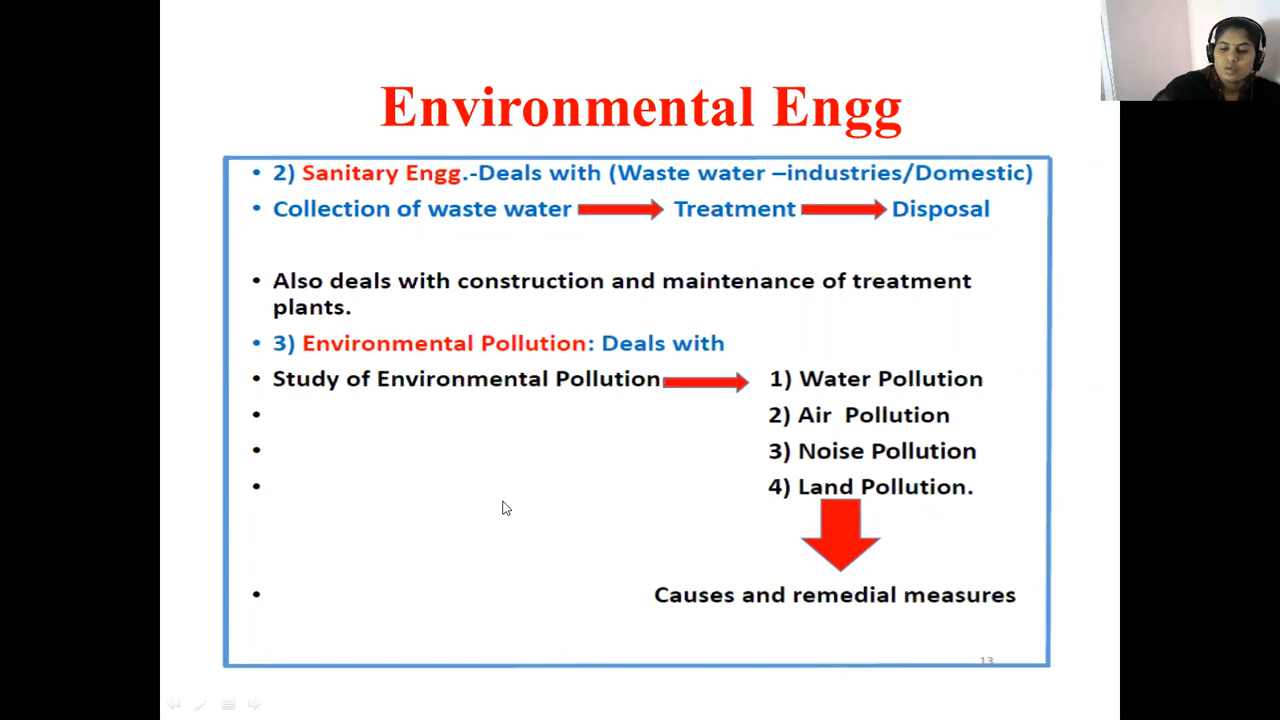 Environmental Engg
• 2) Sanitary Engg.-Deals with (Waste water –industries/Domestic)
• Collection of waste water Treatment Disposal
• Also deals with construction and maintenance of treatment
plants.
• 3) Environmental Pollution: Deals with
• Study of Environmental Pollution 1) Water Pollution
• 2) Air Pollution
• 3) Noise Pollution
• 4) Land Pollution.
• Causes and remedial measures
13